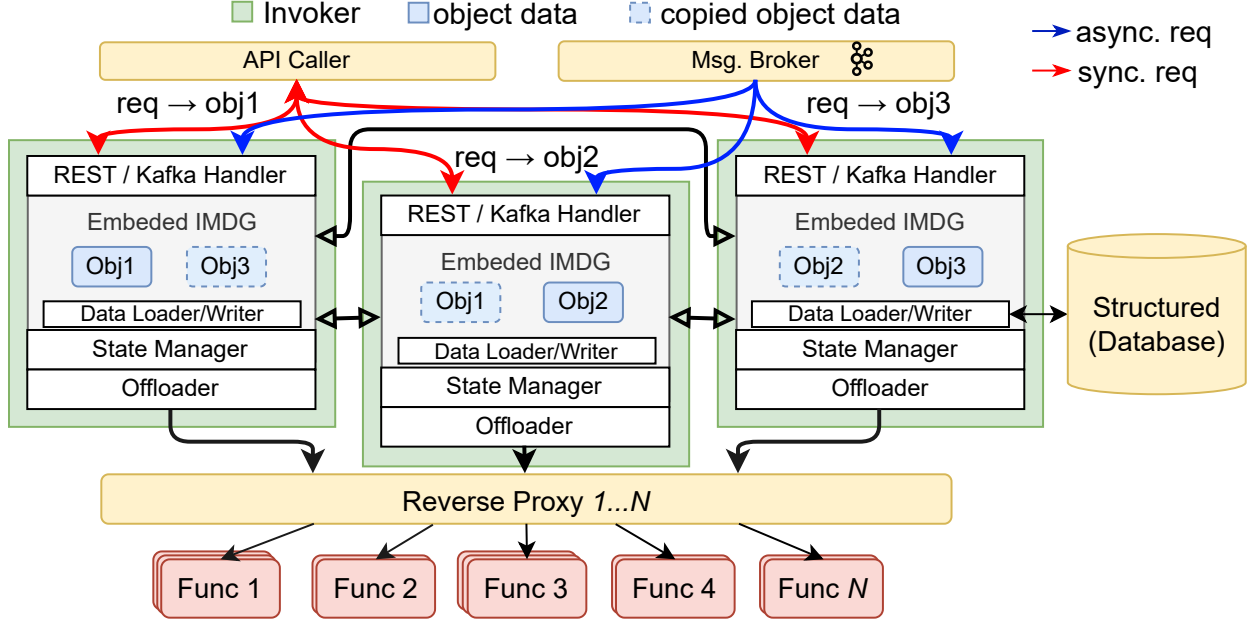 Invoker
object data
copied object data
async. req
sync. req
API Caller
Msg. Broker
req → obj1
req → obj2
req → obj3
REST / Kafka Handler
Embeded IMDG
Obj1
Obj3
Data Loader/Writer
State Manager
Offloader
REST / Kafka Handler
Embeded IMDG
Obj1
Obj2
Data Loader/Writer
State Manager
Offloader
REST / Kafka Handler
Embeded IMDG
Obj2
Obj3
Data Loader/Writer
State Manager
Offloader
Structured
(Database)
Reverse Proxy 1...N
Func 1
Func 2
Func 3
Func 4
Func N